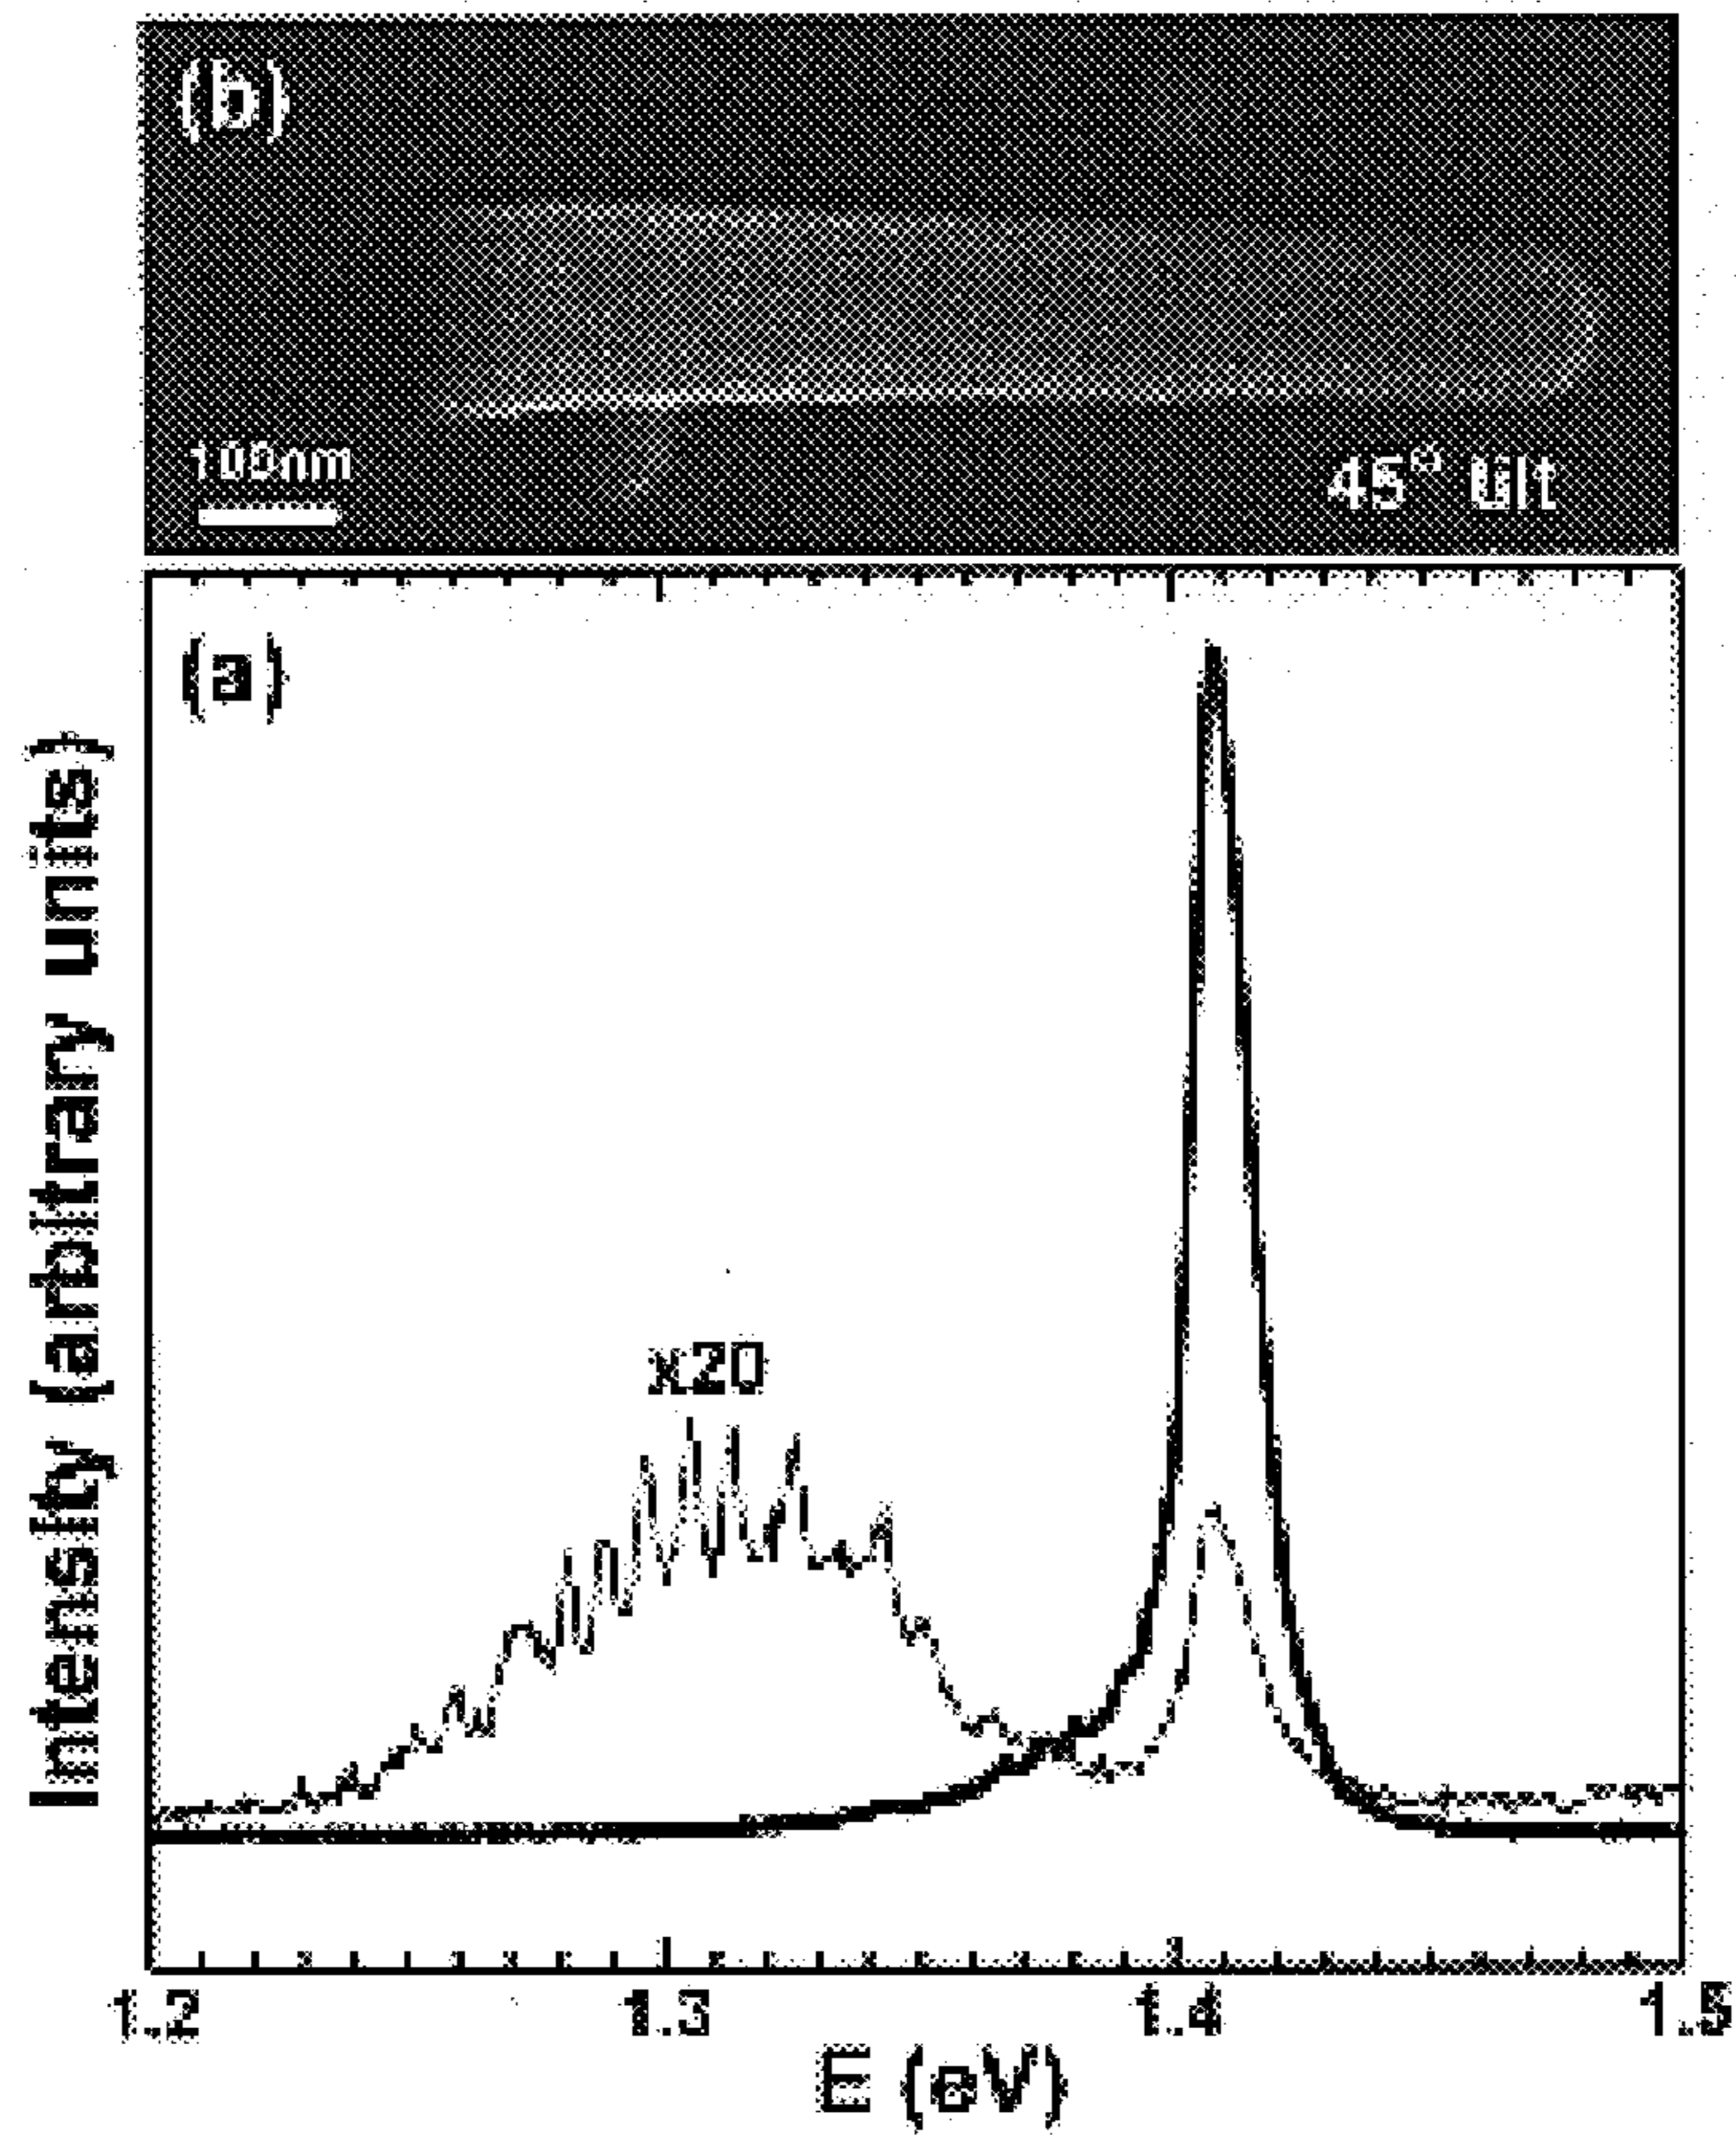 (b)
100nm
45° tilt
(a)
Intensity (arbitrary units)
x20
1.2 1.3 1.4 1.5
E (eV)